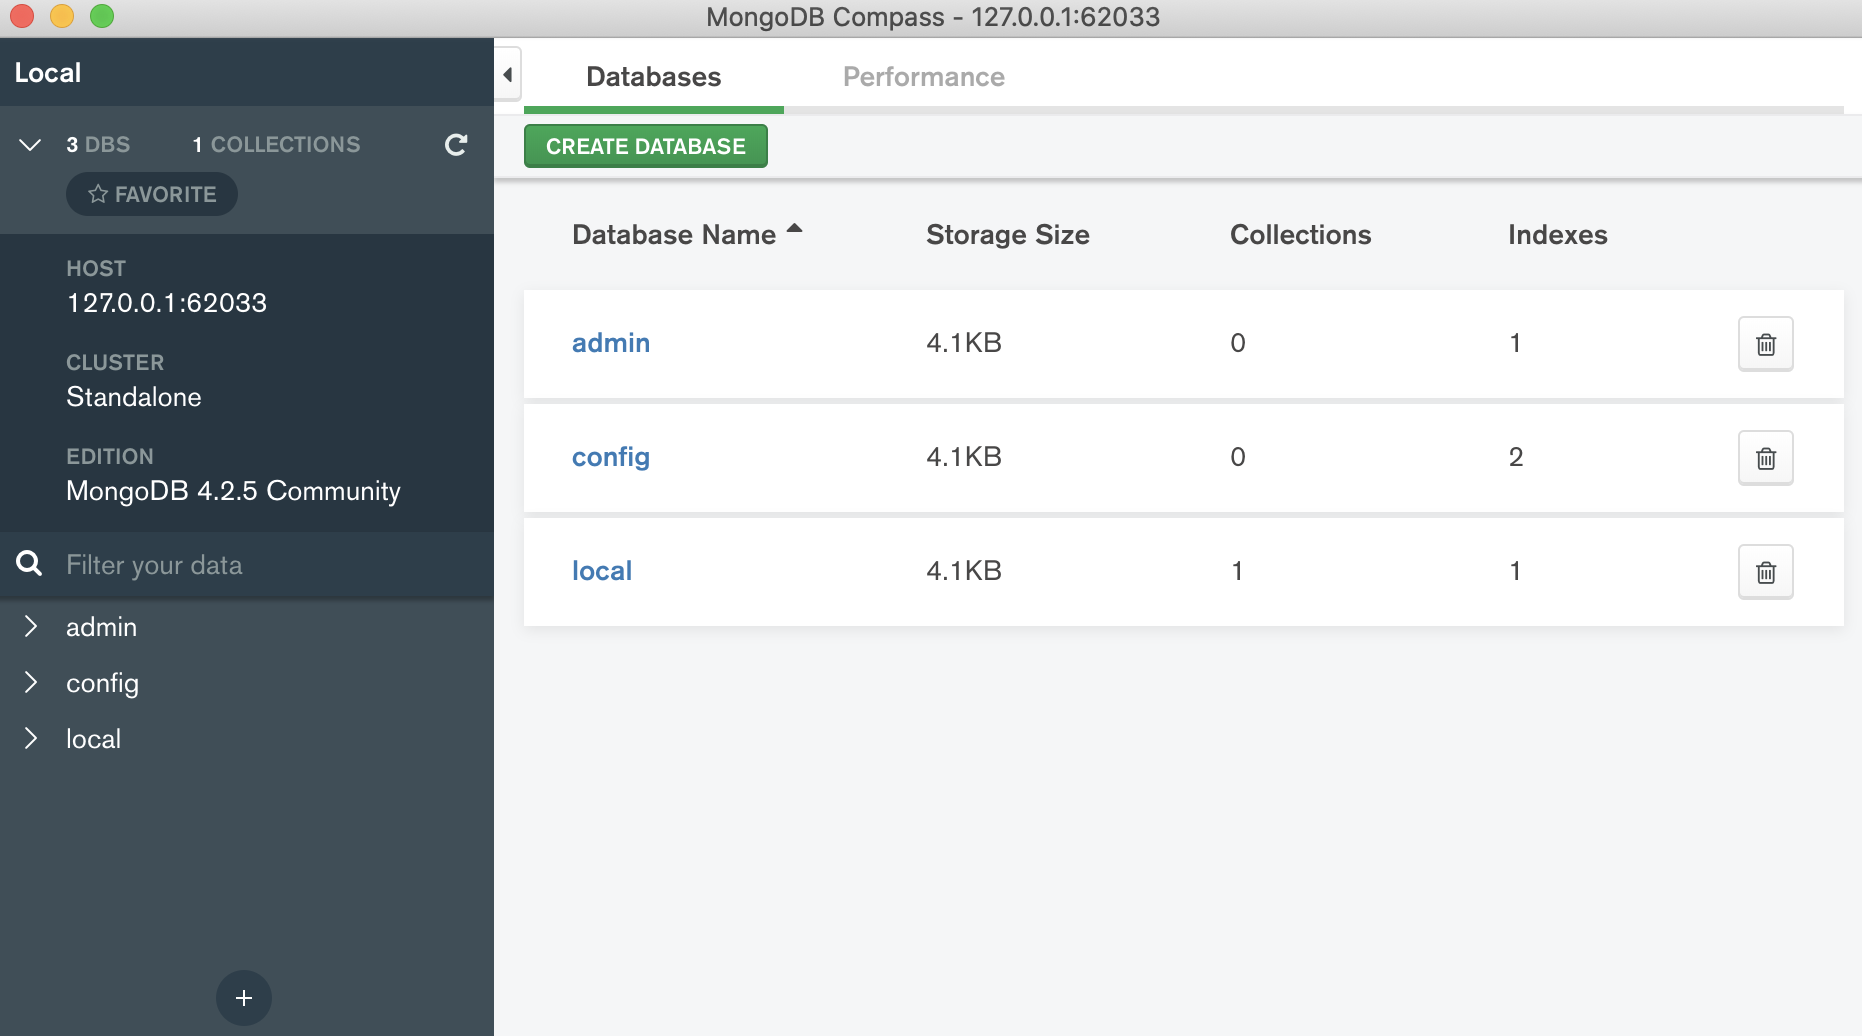 MongoDB Compass - 127.0.0.1:62033
Local
3 DBS 1 COLLECTIONS
FAVORITE
HOST
127.0.0.1:62033
CLUSTER
Standalone
EDITION
MongoDB 4.2.5 Community
Filter your data
admin
config
local
Databases Performance
CREATE DATABASE
Database Name Storage Size Collections Indexes
admin 4.1KB 0 1
config 4.1KB 0 2
local 4.1KB 1 1